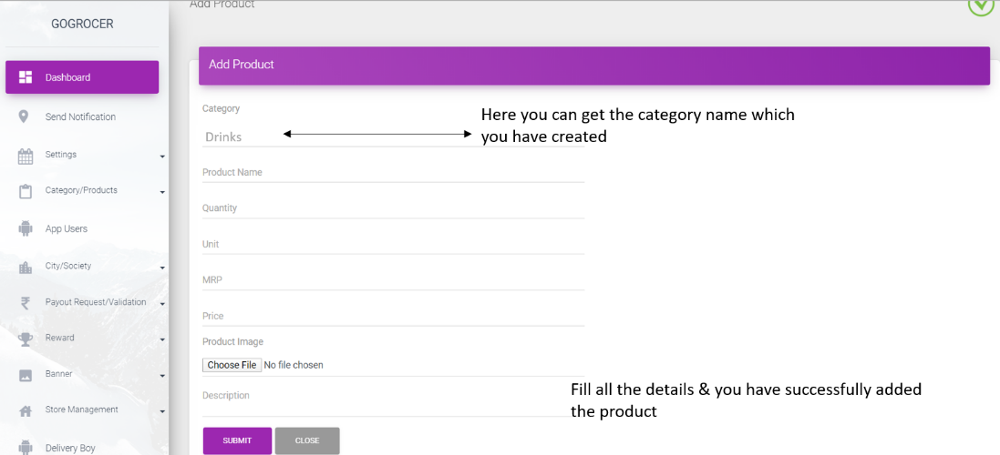 Add Product
GOGROCER
Add Product
Dashboard
Send Notification
Settings
Category/Products
App Users
City/Society
Payout Request/Validation
Reward
Banner
Store Management
Delivery Boy
Category
Drinks
Here you can get the category name which
you have created
Product Name
Quantity
Unit
MRP
Price
Product Image
Choose File No file chosen
Description
Fill all the details & you have successfully added
the product
SUBMIT CLOSE